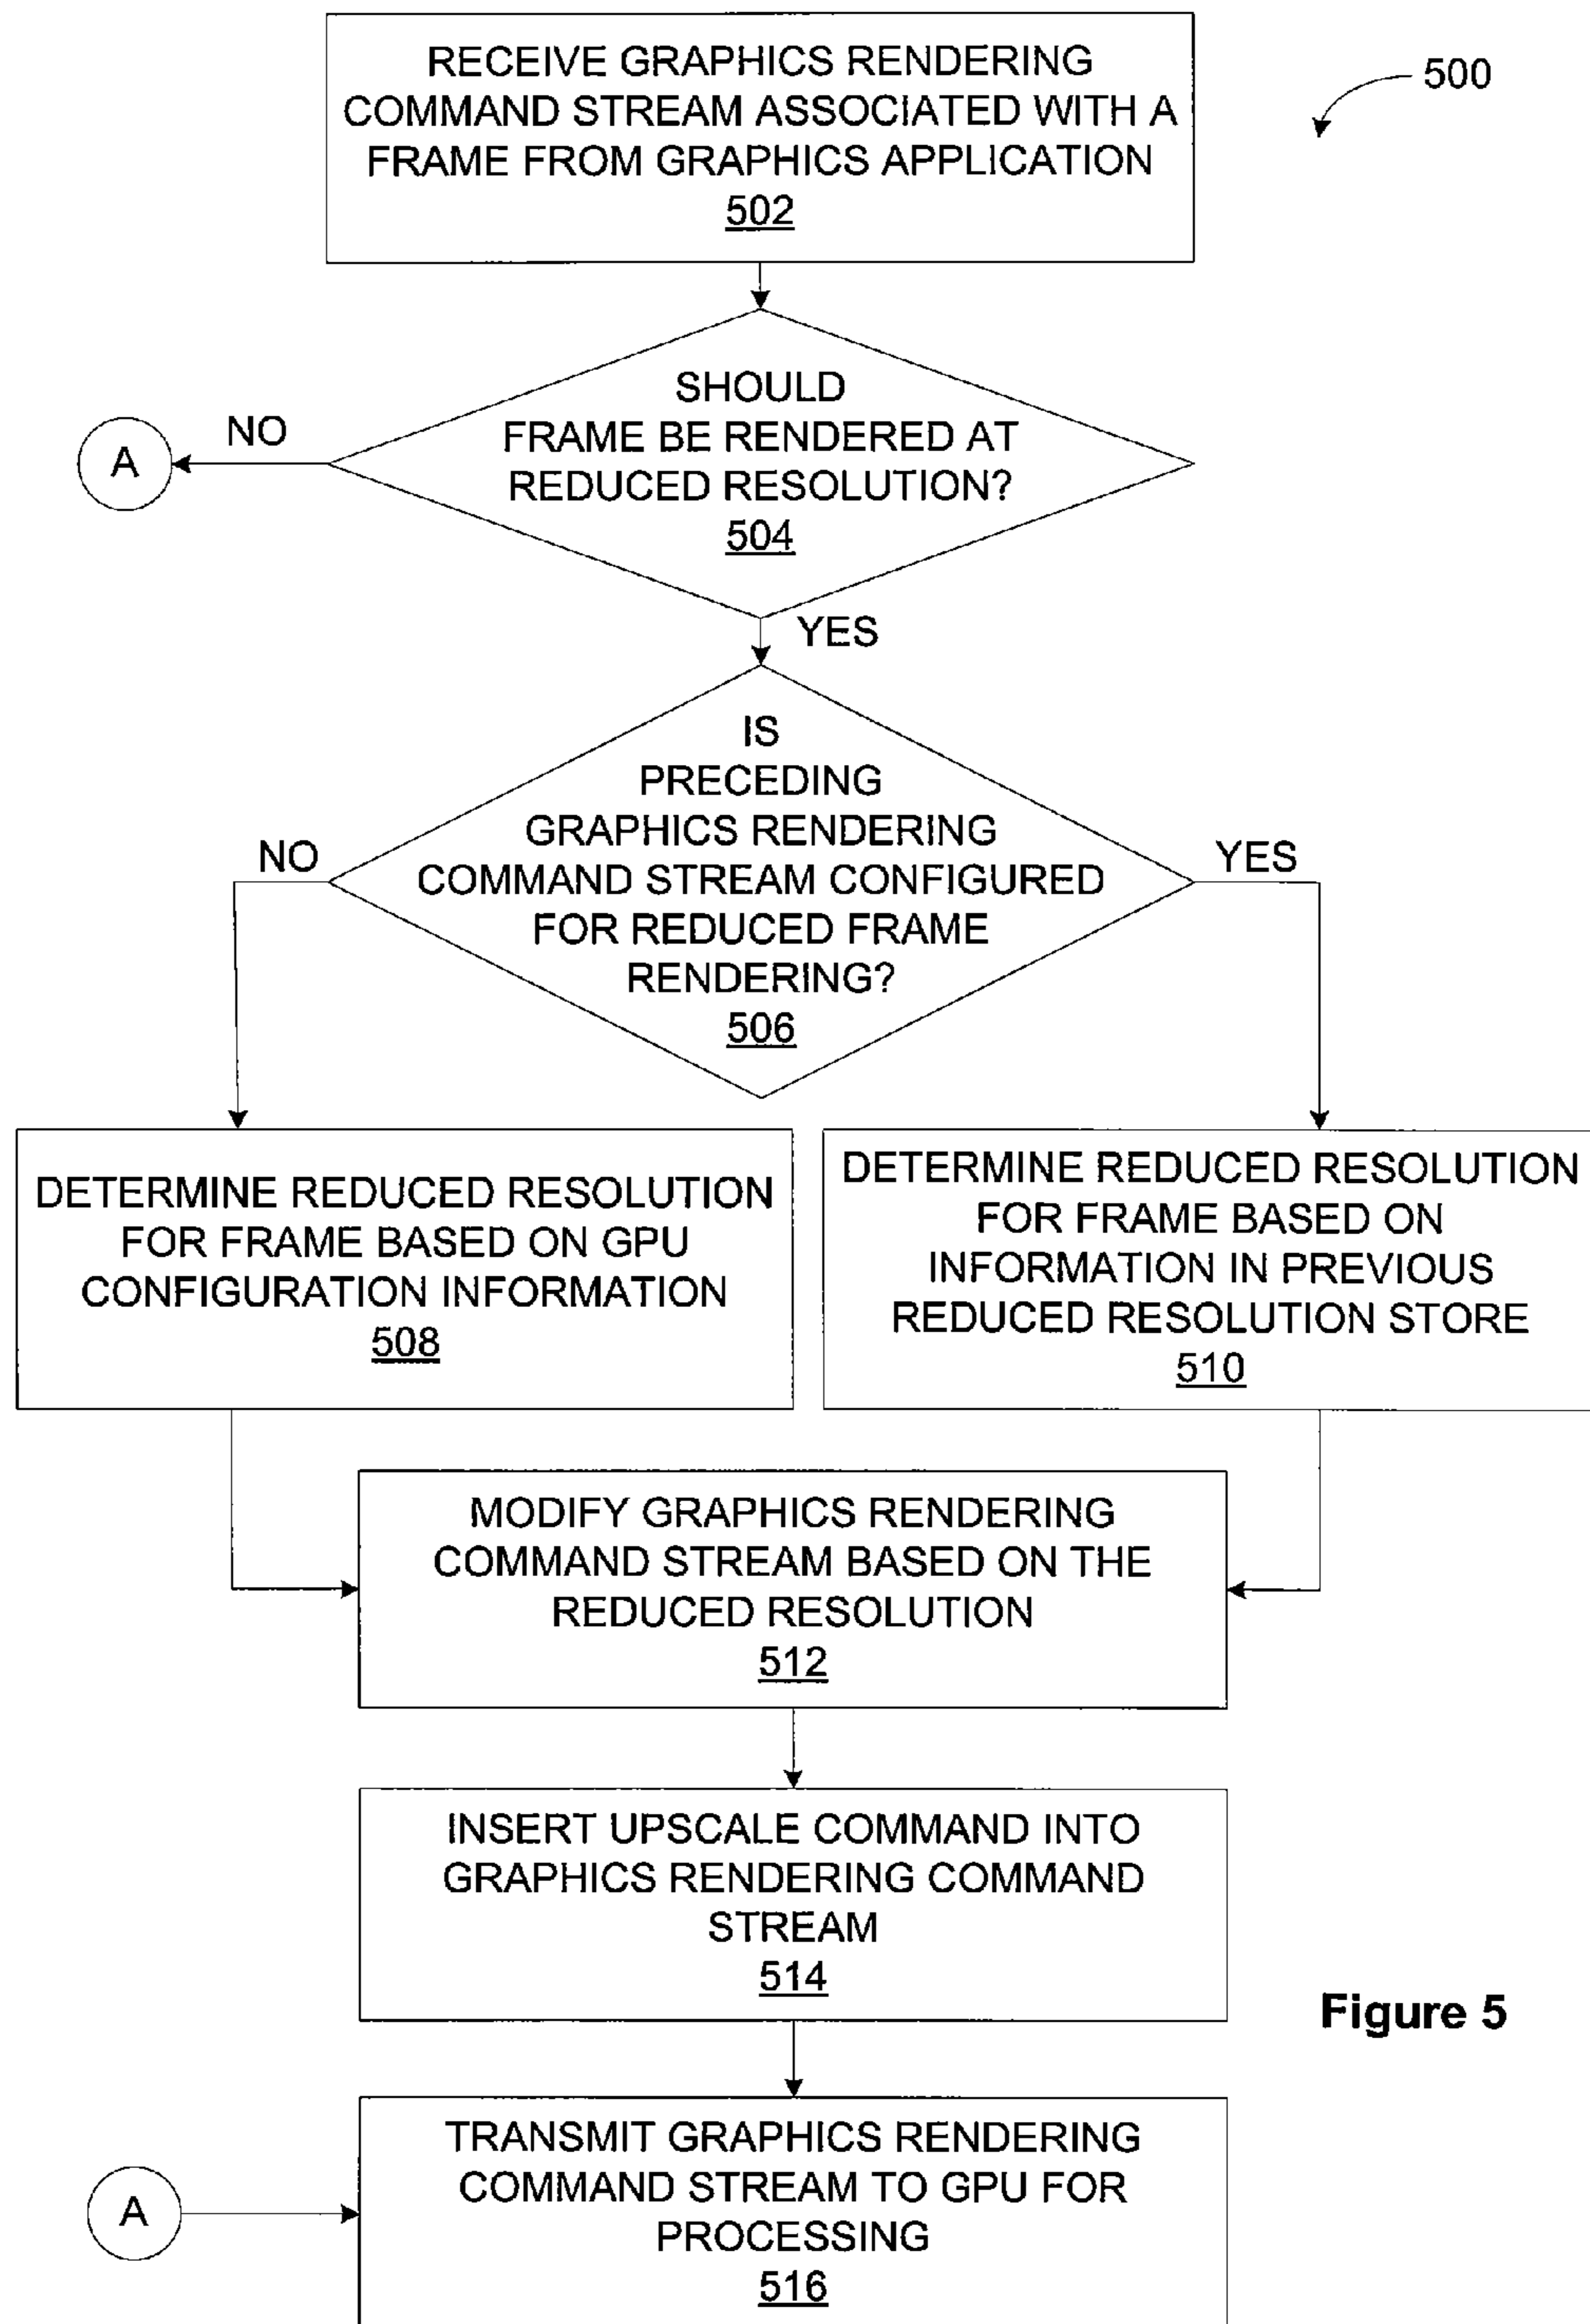 RECEIVE GRAPHICS RENDERING
COMMAND STREAM ASSOCIATED WITH A
FRAME FROM GRAPHICS APPLICATION
502
500
SHOULD
FRAME BE RENDERED AT
REDUCED RESOLUTION?
504
NO
A
YES
IS
PRECEDING
GRAPHICS RENDERING
COMMAND STREAM CONFIGURED
FOR REDUCED FRAME
RENDERING?
506
NO
YES
DETERMINE REDUCED RESOLUTION
FOR FRAME BASED ON GPU
CONFIGURATION INFORMATION
508
DETERMINE REDUCED RESOLUTION
FOR FRAME BASED ON
INFORMATION IN PREVIOUS
REDUCED RESOLUTION STORE
510
MODIFY GRAPHICS RENDERING
COMMAND STREAM BASED ON THE
REDUCED RESOLUTION
512
INSERT UPSCALE COMMAND INTO
GRAPHICS RENDERING COMMAND
STREAM
514
Figure 5
A
TRANSMIT GRAPHICS RENDERING
COMMAND STREAM TO GPU FOR
PROCESSING
516